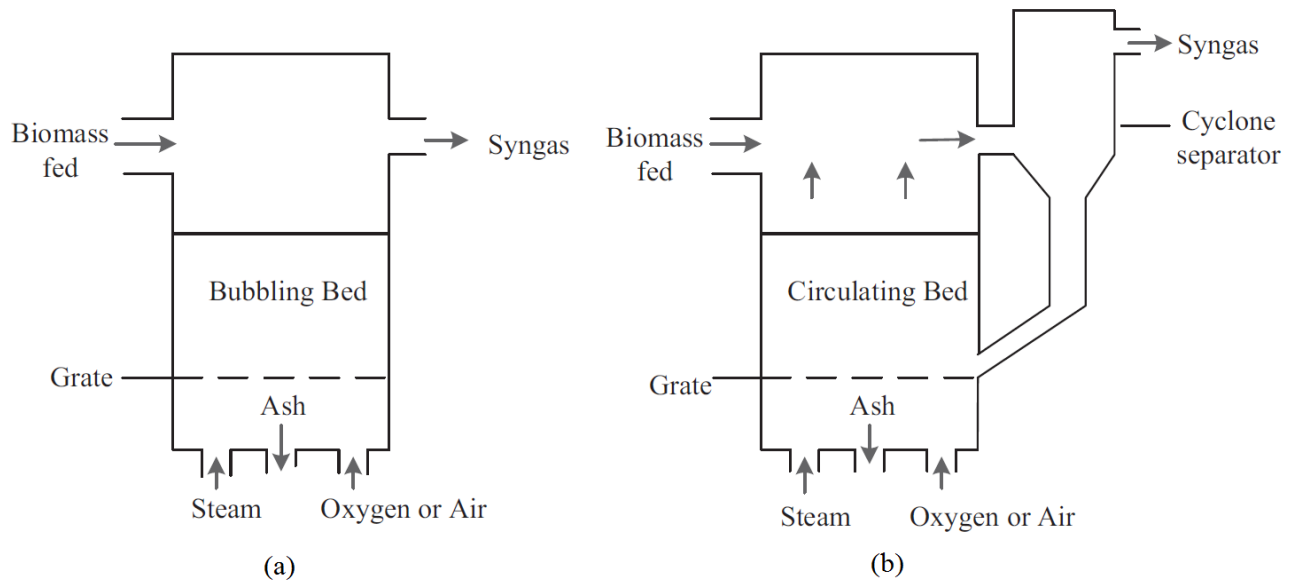 (a)
Biomass
fed
Syngas
Bubbling Bed
Grate
Ash
Steam
Oxygen or Air
(b)
Biomass
fed
Syngas
Cyclone
separator
Circulating Bed
Grate
Ash
Steam
Oxygen or Air